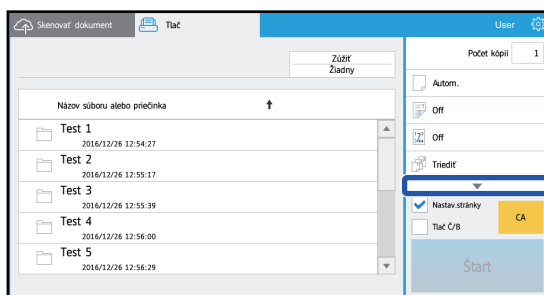 Skenovať dokument
Tlač
User
Zúžiť
Žiadny
Názov súboru alebo priečinka
Test 1
2016/12/26 12:54:27
Test 2
2016/12/26 12:55:17
Test 3
2016/12/26 12:55:39
Test 4
2016/12/26 12:56:00
Test 5
2016/12/26 12:56:29
Počet kópií 1
Autom.
Off
Off
Triediť
Nastav.stránky
Tlač Č/B
CA
Štart